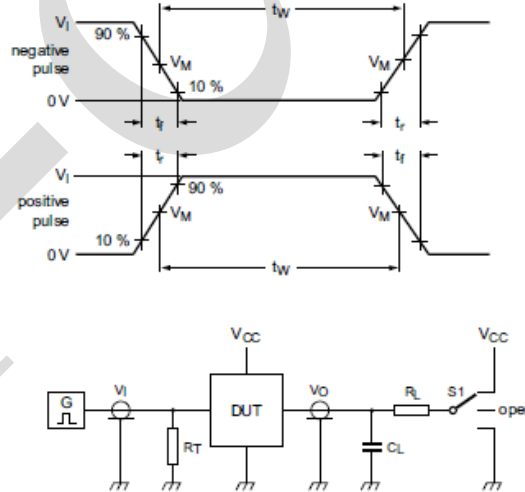 VI
tW
90 %
negative
pulse
VM
VM
10 %
0 V
tf
tr
tr
tf
VI
90 %
positive
pulse
VM
VM
10 %
0 V
tW
VCC
VCC
G
VI
DUT
VO
RL
S1
ope
RT
CL